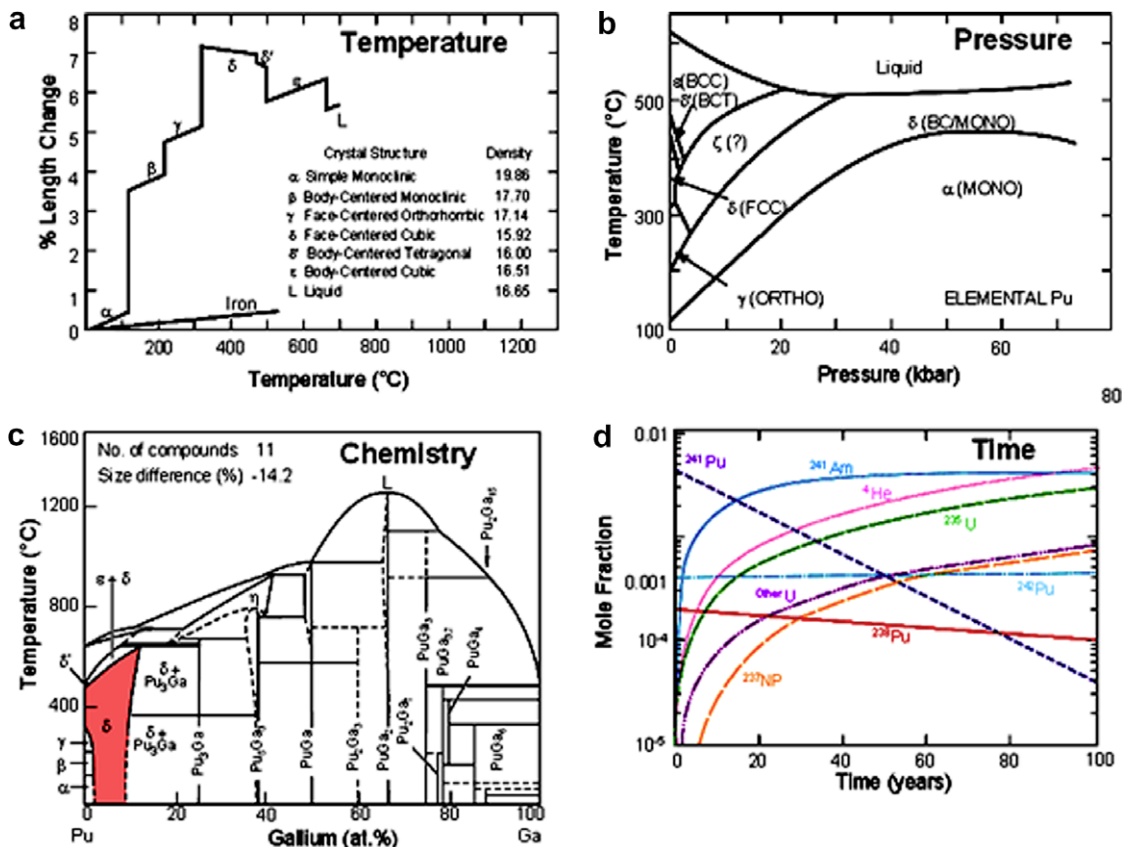 a
Temperature
% Length Change
7
6
5
4
3
2
1
0
α
β
γ
δ
δ'
ε
L
Iron
Crystal Structure Density
α Simple Monoclinic 19.86
β Body-Centered Monoclinic 17.70
γ Face-Centered Orthorhombic 17.14
δ Face-Centered Cubic 15.92
δ' Body-Centered Tetragonal 16.00
ε Body-Centered Cubic 16.51
L Liquid 16.65
200 400 600 800 1000 1200
Temperature (°C)
b
Pressure
Temperature (°C)
500
300
100
Liquid
ε(BCC)
δ'(BCT)
ζ (?)
δ (BC/MONO)
δ(FCC)
α(MONO)
γ(ORTHO)
ELEMENTAL Pu
0 20 40 60
80
Pressure (kbar)
c
Chemistry
No. of compounds 11
Size difference (%) -14.2
Temperature (°C)
1600
1200
800
400
L
ε δ
δ'
δ
γ
β
α
η
δ+
Pu3Ga
δ+
Pu3Ga
Pu3Ga
Pu5Ga3
PuGa
Pu2Ga3
PuGa2
PuGa3
PuGa4
PuGa6
Pu2Ga15
0 20 40 60 80 100
Pu Gallium (at.%) Ga
d
Time
Mole Fraction
0.01
0.001
10-4
10-5
241Pu
241Am
4He
235U
Other U
242Pu
237NP
0 20 40 60 80 100
Time (years)